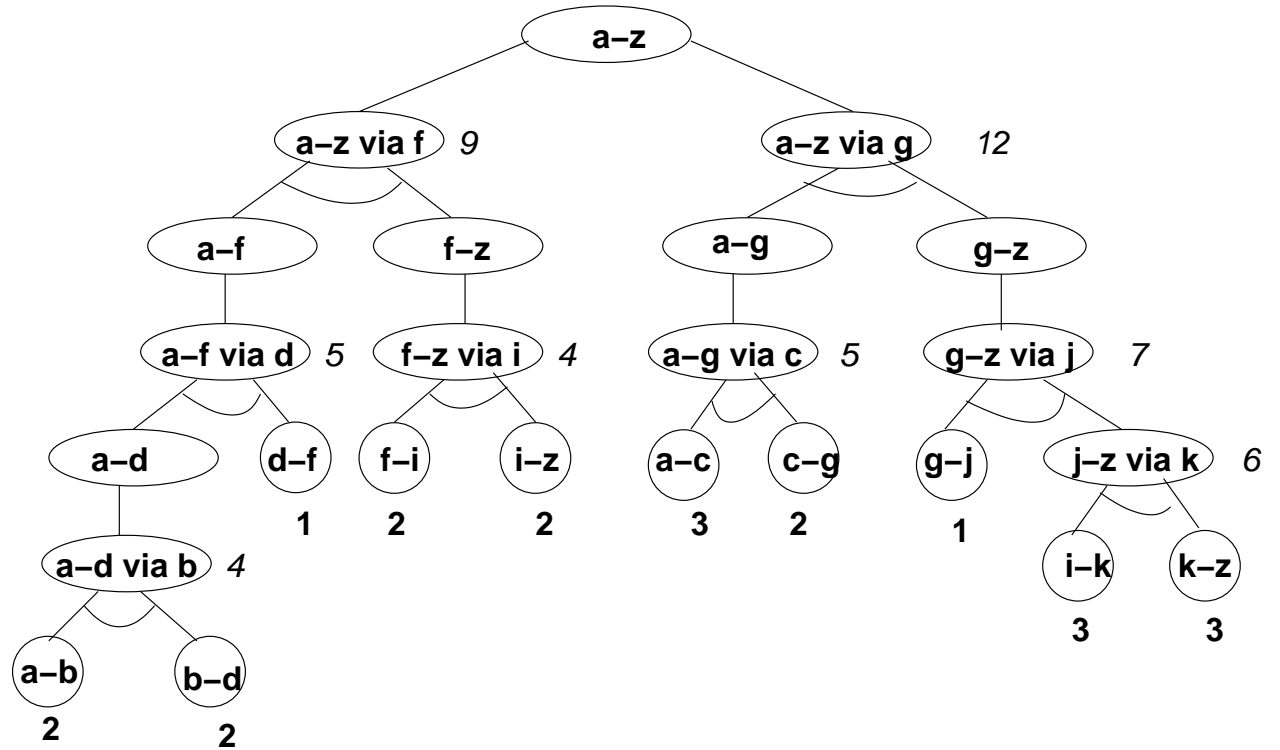 a–z
a–z via f 9 a–z via g 12
a–f f–z a–g g–z
a–f via d 5 f–z via i 4 a–g via c 5 g–z via j 7
a–d d–f f–i i–z a–c c–g g–j j–z via k 6
1 2 2 3 2 1
a–d via b 4 i–k k–z
3 3
a–b b–d
2 2